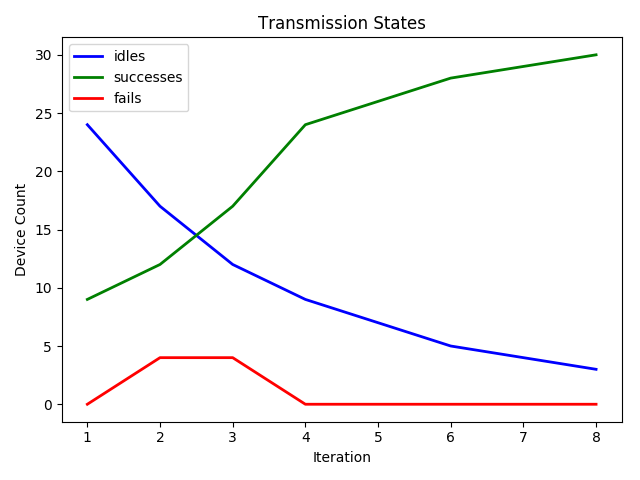 Transmission States
idles
successes
fails
Device Count
30
25
20
15
10
5
0
1 2 3 4 5 6 7 8
Iteration